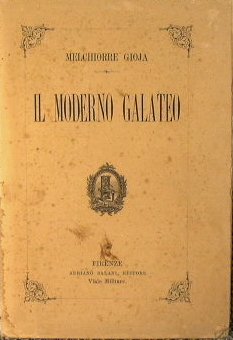 MELCHIORRE GIOJA
IL MODERNO GALATEO
FIRENZE
ADRIANO SALANI, EDITORE
Viale Militare.